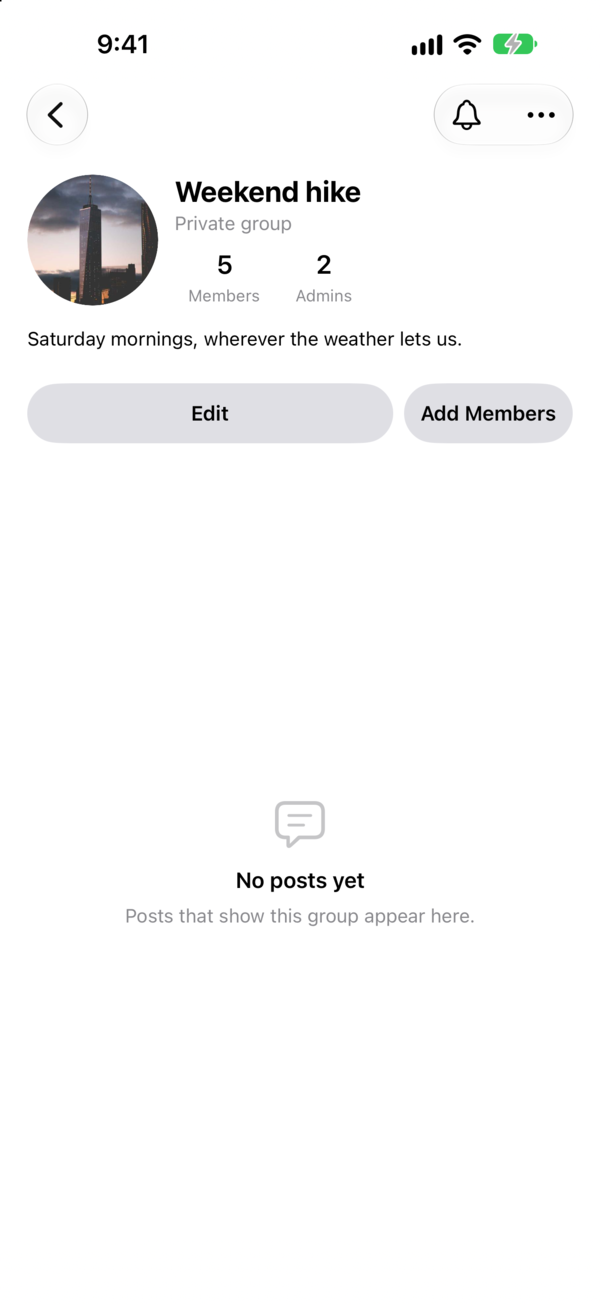 9:41
Weekend hike
Private group
5 2
Members Admins
Saturday mornings, wherever the weather lets us.
Edit Add Members
No posts yet
Posts that show this group appear here.